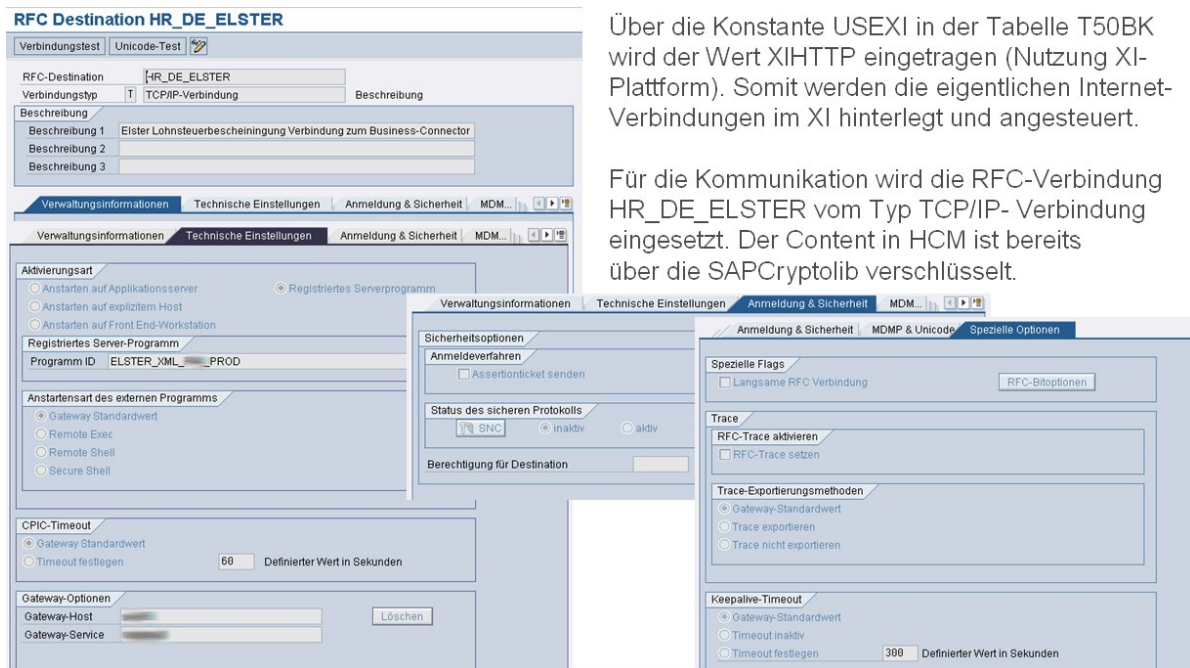 RFC Destination HR_DE_ELSTER
Verbindungstest Unicode-Test
RFC-Destination HR_DE_ELSTER
Verbindungstyp T TCP/IP-Verbindung Beschreibung
Beschreibung
Beschreibung 1 Elster Lohnsteuerbescheiningung Verbindung zum Business-Connector
Beschreibung 2
Beschreibung 3
Verwaltungsinformationen Technische Einstellungen Anmeldung & Sicherheit MDM...
Verwaltungsinformationen Technische Einstellungen Anmeldung & Sicherheit MDM...
Aktivierungsart
Anstarten auf Applikationsserver Registriertes Serverprogramm
Anstarten auf explizitem Host
Anstarten auf Front End-Workstation
Registriertes Server-Programm
Programm ID ELSTER_XML_ _PROD
Anstartensart des externen Programms
Gateway Standardwert
Remote Exec
Remote Shell
Secure Shell
CPIC-Timeout
Gateway Standardwert
Timeout festlegen 60 Definierter Wert in Sekunden
Gateway-Optionen
Gateway-Host Löschen
Gateway-Service
Über die Konstante USEXI in der Tabelle T50BK
wird der Wert XIHTTP eingetragen (Nutzung XI-
Plattform). Somit werden die eigentlichen Internet-
Verbindungen im XI hinterlegt und angesteuert.
Für die Kommunikation wird die RFC-Verbindung
HR_DE_ELSTER vom Typ TCP/IP- Verbindung
eingesetzt. Der Content in HCM ist bereits
über die SAPCryptolib verschlüsselt.
Verwaltungsinformationen Technische Einstellungen Anmeldung & Sicherheit MDM...
Sicherheitsoptionen
Anmeldeverfahren
Assertionticket senden
Status des sicheren Protokolls
SNC inaktiv aktiv
Berechtigung für Destination
Anmeldung & Sicherheit MDMP & Unicode Spezielle Optionen
Spezielle Flags
Langsame RFC Verbindung RFC-Bitoptionen
Trace
RFC-Trace aktivieren
RFC-Trace setzen
Trace-Exportierungsmethoden
Gateway-Standardwert
Trace exportieren
Trace nicht exportieren
Keepalive-Timeout
Gateway-Standardwert
Timeout inaktiv
Timeout festlegen 300 Definierter Wert in Sekunden